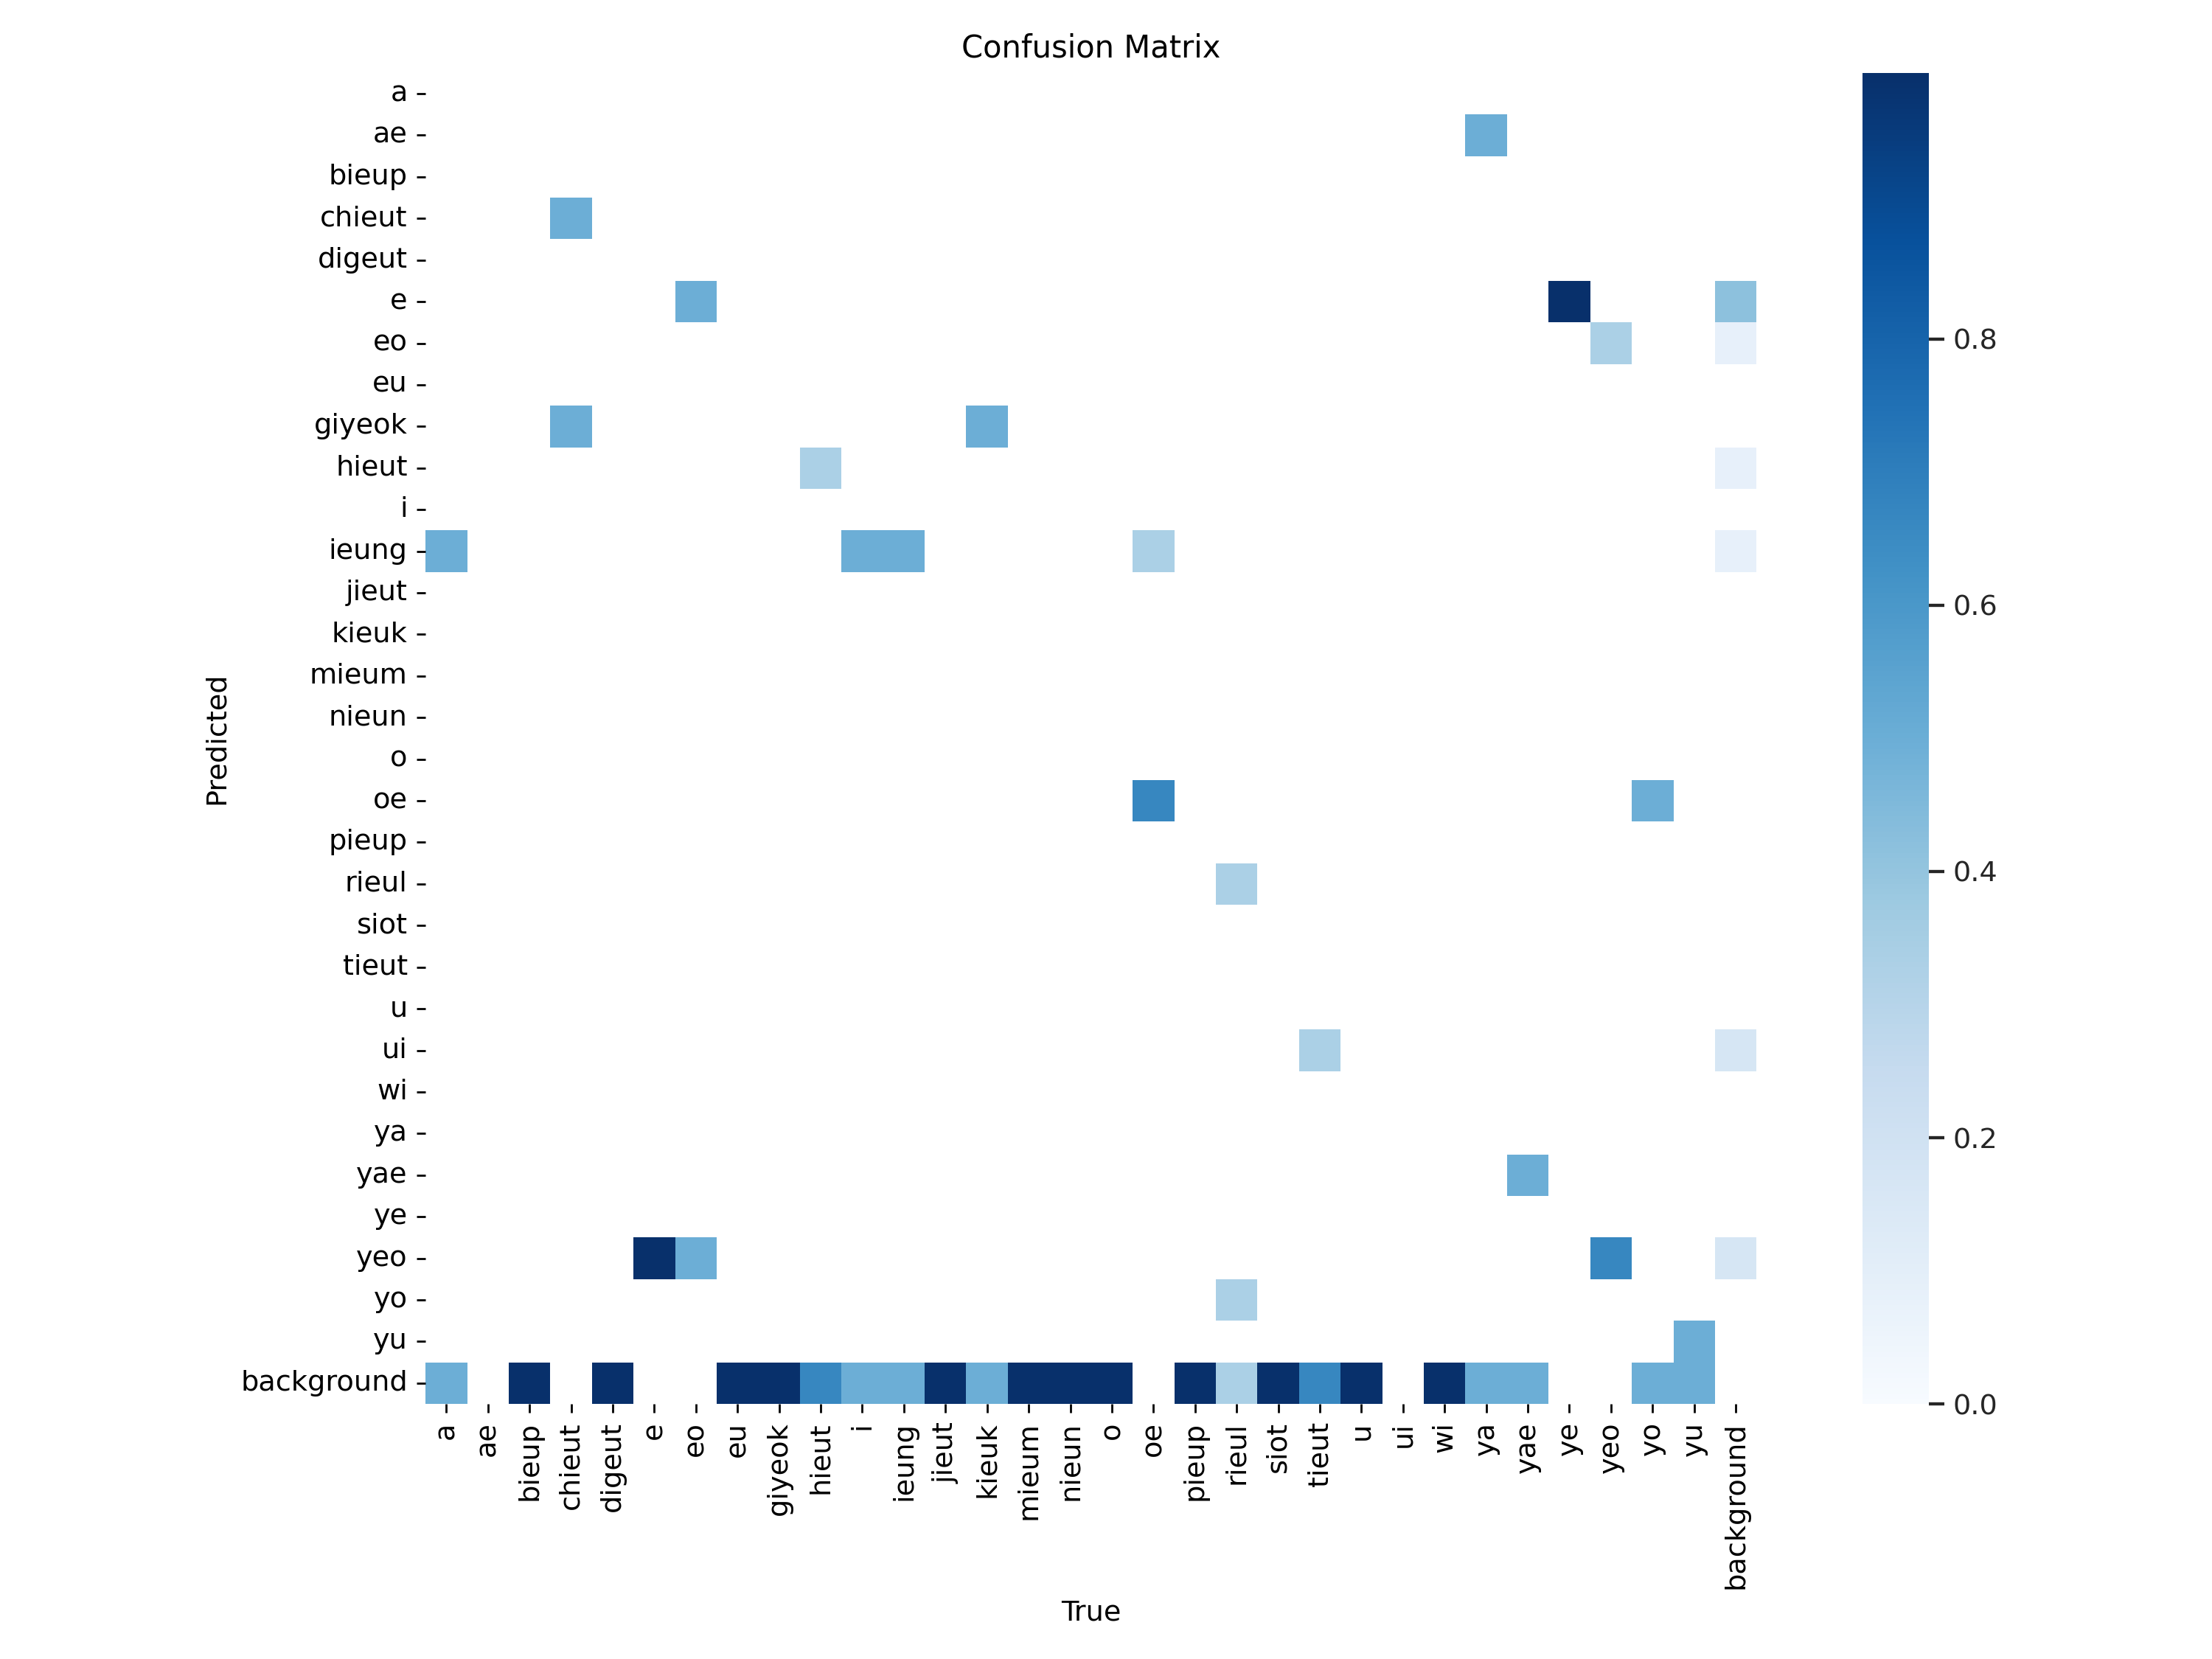 Confusion Matrix
a
ae
bieup
chieut
digeut
e
eo
eu
giyeok
hieut
i
ieung
jieut
kieuk
mieum
nieun
o
oe
pieup
rieul
siot
tieut
u
ui
wi
ya
yae
ye
yeo
yo
yu
background
Predicted
a
ae
bieup
chieut
digeut
e
eo
eu
giyeok
hieut
i
ieung
jieut
kieuk
mieum
nieun
o
oe
pieup
rieul
siot
tieut
u
ui
wi
ya
yae
ye
yeo
yo
yu
background
True
0.8
0.6
0.4
0.2
0.0